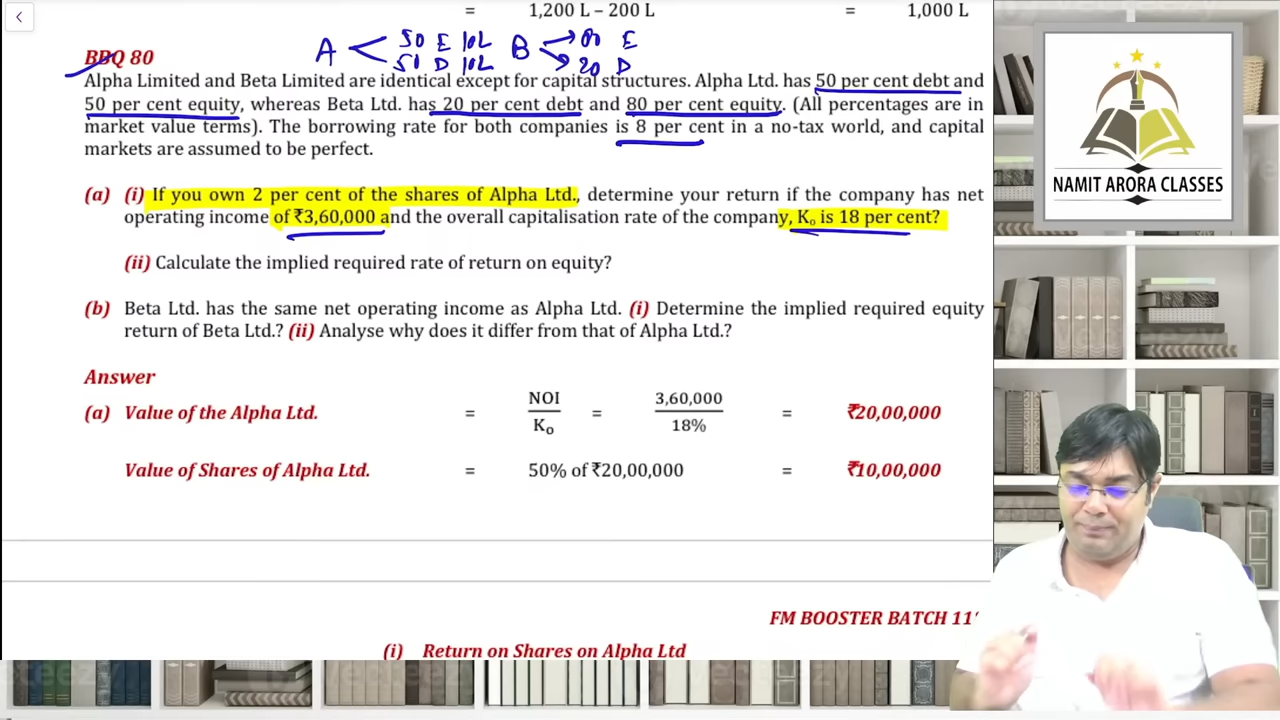 = 1,200 L – 200 L = 1,000 L
BBQ 80
A 50 E 10L B 80 E
50 D 10L 20 D
Alpha Limited and Beta Limited are identical except for capital structures. Alpha Ltd. has 50 per cent debt and
50 per cent equity, whereas Beta Ltd. has 20 per cent debt and 80 per cent equity. (All percentages are in
market value terms). The borrowing rate for both companies is 8 per cent in a no-tax world, and capital
markets are assumed to be perfect.
(a) (i) If you own 2 per cent of the shares of Alpha Ltd., determine your return if the company has net
operating income of ₹3,60,000 and the overall capitalisation rate of the company, Ko is 18 per cent?
(ii) Calculate the implied required rate of return on equity?
(b) Beta Ltd. has the same net operating income as Alpha Ltd. (i) Determine the implied required equity
return of Beta Ltd.? (ii) Analyse why does it differ from that of Alpha Ltd.?
Answer
(a) Value of the Alpha Ltd. = NOI / Ko = 3,60,000 / 18% = ₹20,00,000
Value of Shares of Alpha Ltd. = 50% of ₹20,00,000 = ₹10,00,000
FM BOOSTER BATCH 11
(i) Return on Shares on Alpha Ltd
NAMIT ARORA CLASSES